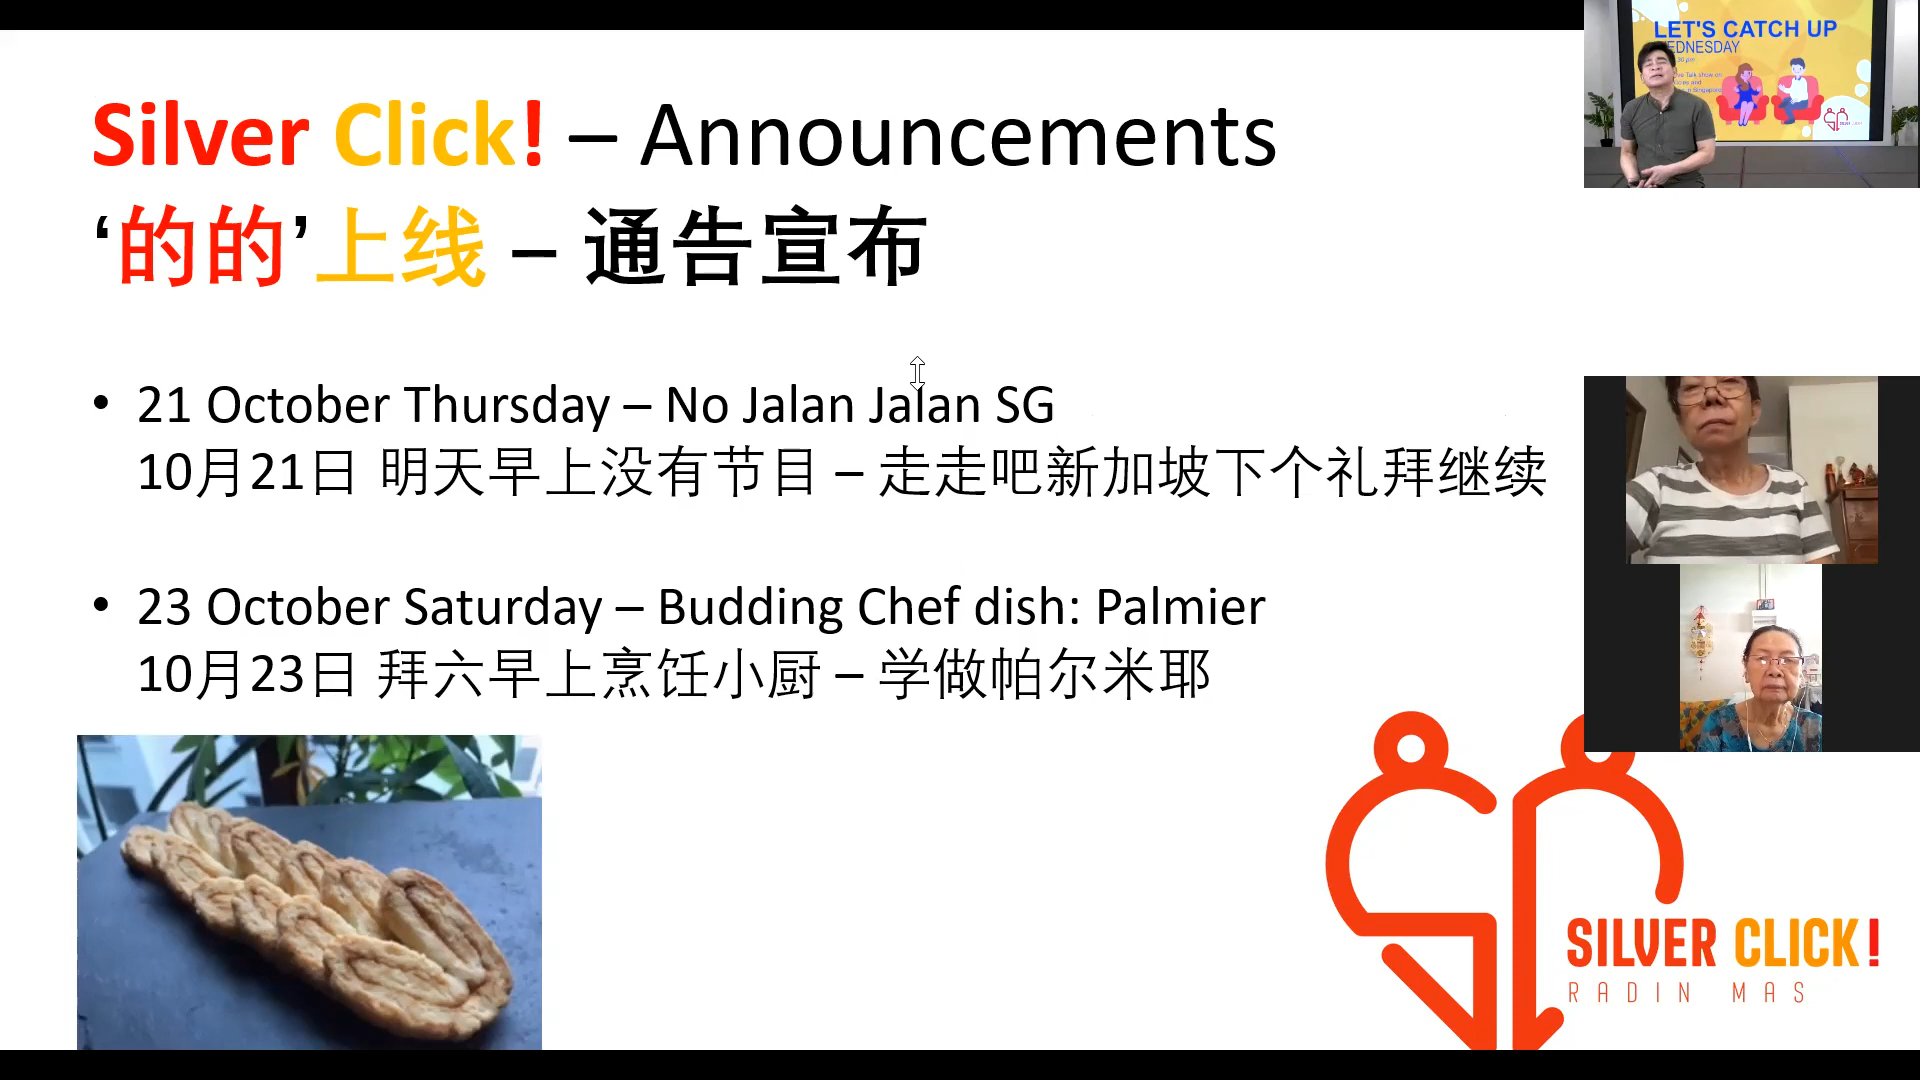 Silver Click! – Announcements
‘的的’上线 – 通告宣布
• 21 October Thursday – No Jalan Jalan SG
10月21日 明天早上没有节目 – 走走吧新加坡下个礼拜继续
• 23 October Saturday – Budding Chef dish: Palmier
10月23日 拜六早上烹饪小厨 – 学做帕尔米耶
LET'S CATCH UP
EDNESDAY
SILVER CLICK!
RADIN MAS